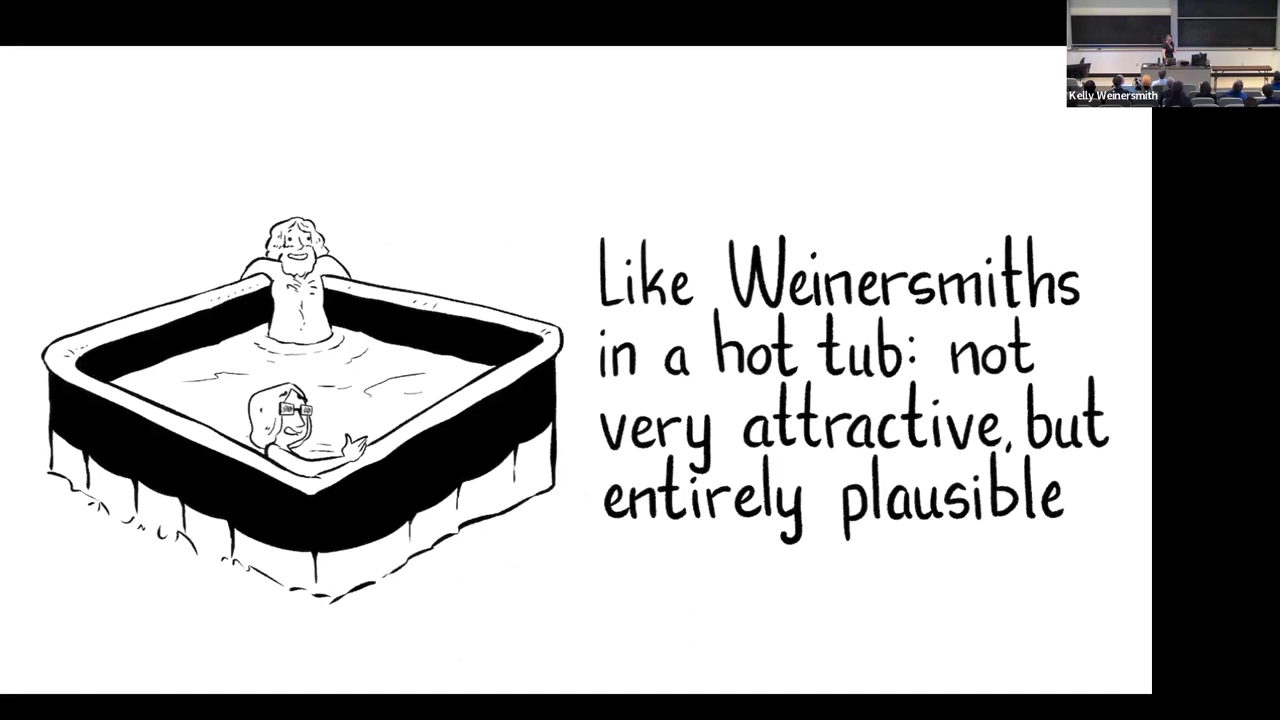 Kelly Weinersmith
Like Weinersmiths
in a hot tub: not
very attractive, but
entirely plausible